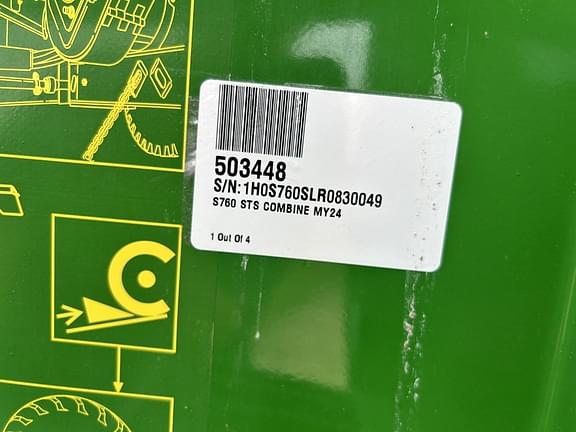 503448
S/N:1H0S760SLR0830049
S760 STS COMBINE MY24
1 Out Of 4